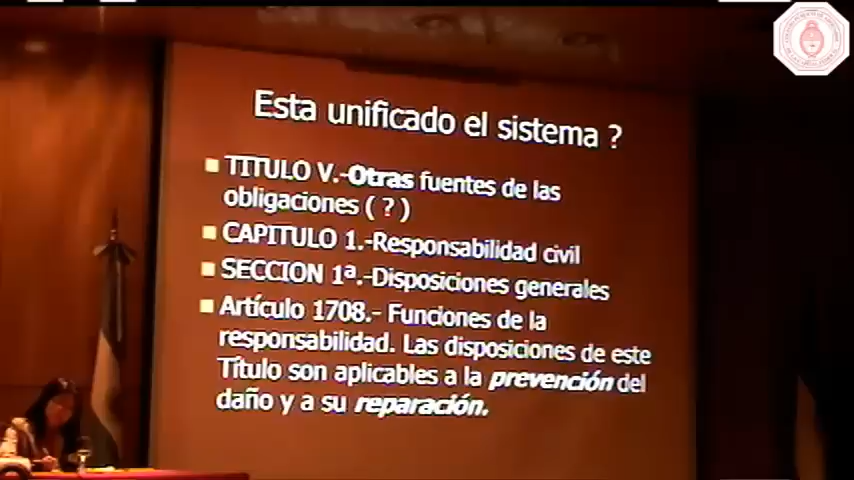 Esta unificado el sistema ?
TITULO V.-Otras fuentes de las
obligaciones ( ? )
CAPITULO 1.-Responsabilidad civil
SECCION 1ª.-Disposiciones generales
Artículo 1708.- Funciones de la
responsabilidad. Las disposiciones de este
Título son aplicables a la prevención del
daño y a su reparación.